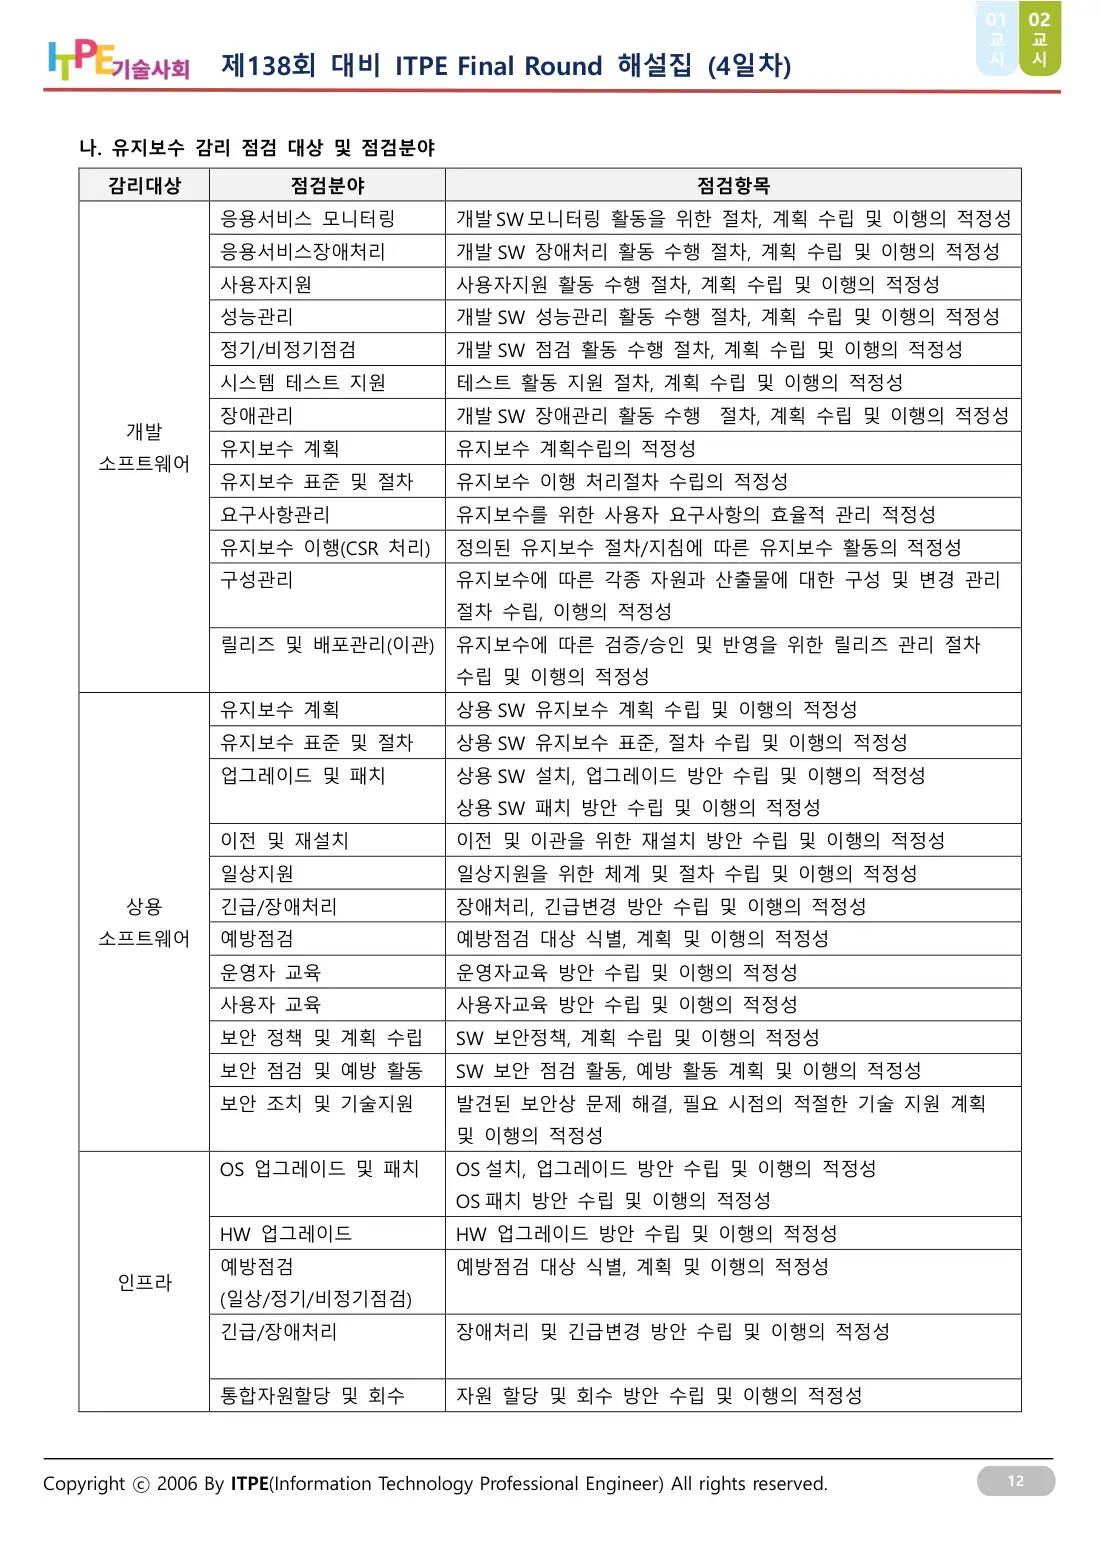 01
교
시
02
교
시
ITPE기술사회
제138회 대비 ITPE Final Round 해설집 (4일차)
나. 유지보수 감리 점검 대상 및 점검분야
감리대상 점검분야 점검항목
개발
소프트웨어
응용서비스 모니터링 개발 SW 모니터링 활동을 위한 절차, 계획 수립 및 이행의 적정성
응용서비스장애처리 개발 SW 장애처리 활동 수행 절차, 계획 수립 및 이행의 적정성
사용자지원 사용자지원 활동 수행 절차, 계획 수립 및 이행의 적정성
성능관리 개발 SW 성능관리 활동 수행 절차, 계획 수립 및 이행의 적정성
정기/비정기점검 개발 SW 점검 활동 수행 절차, 계획 수립 및 이행의 적정성
시스템 테스트 지원 테스트 활동 지원 절차, 계획 수립 및 이행의 적정성
장애관리 개발 SW 장애관리 활동 수행 절차, 계획 수립 및 이행의 적정성
유지보수 계획 유지보수 계획수립의 적정성
유지보수 표준 및 절차 유지보수 이행 처리절차 수립의 적정성
요구사항관리 유지보수를 위한 사용자 요구사항의 효율적 관리 적정성
유지보수 이행(CSR 처리) 정의된 유지보수 절차/지침에 따른 유지보수 활동의 적정성
구성관리 유지보수에 따른 각종 자원과 산출물에 대한 구성 및 변경 관리
절차 수립, 이행의 적정성
릴리즈 및 배포관리(이관) 유지보수에 따른 검증/승인 및 반영을 위한 릴리즈 관리 절차
수립 및 이행의 적정성
상용
소프트웨어
유지보수 계획 상용 SW 유지보수 계획 수립 및 이행의 적정성
유지보수 표준 및 절차 상용 SW 유지보수 표준, 절차 수립 및 이행의 적정성
업그레이드 및 패치 상용 SW 설치, 업그레이드 방안 수립 및 이행의 적정성
상용 SW 패치 방안 수립 및 이행의 적정성
이전 및 재설치 이전 및 이관을 위한 재설치 방안 수립 및 이행의 적정성
일상지원 일상지원을 위한 체계 및 절차 수립 및 이행의 적정성
긴급/장애처리 장애처리, 긴급변경 방안 수립 및 이행의 적정성
예방점검 예방점검 대상 식별, 계획 및 이행의 적정성
운영자 교육 운영자교육 방안 수립 및 이행의 적정성
사용자 교육 사용자교육 방안 수립 및 이행의 적정성
보안 정책 및 계획 수립 SW 보안정책, 계획 수립 및 이행의 적정성
보안 점검 및 예방 활동 SW 보안 점검 활동, 예방 활동 계획 및 이행의 적정성
보안 조치 및 기술지원 발견된 보안상 문제 해결, 필요 시점의 적절한 기술 지원 계획
및 이행의 적정성
인프라
OS 업그레이드 및 패치 OS 설치, 업그레이드 방안 수립 및 이행의 적정성
OS 패치 방안 수립 및 이행의 적정성
HW 업그레이드 HW 업그레이드 방안 수립 및 이행의 적정성
예방점검 예방점검 대상 식별, 계획 및 이행의 적정성
(일상/정기/비정기점검)
긴급/장애처리 장애처리 및 긴급변경 방안 수립 및 이행의 적정성
통합자원할당 및 회수 자원 할당 및 회수 방안 수립 및 이행의 적정성
Copyright ⓒ 2006 By ITPE(Information Technology Professional Engineer) All rights reserved.
12